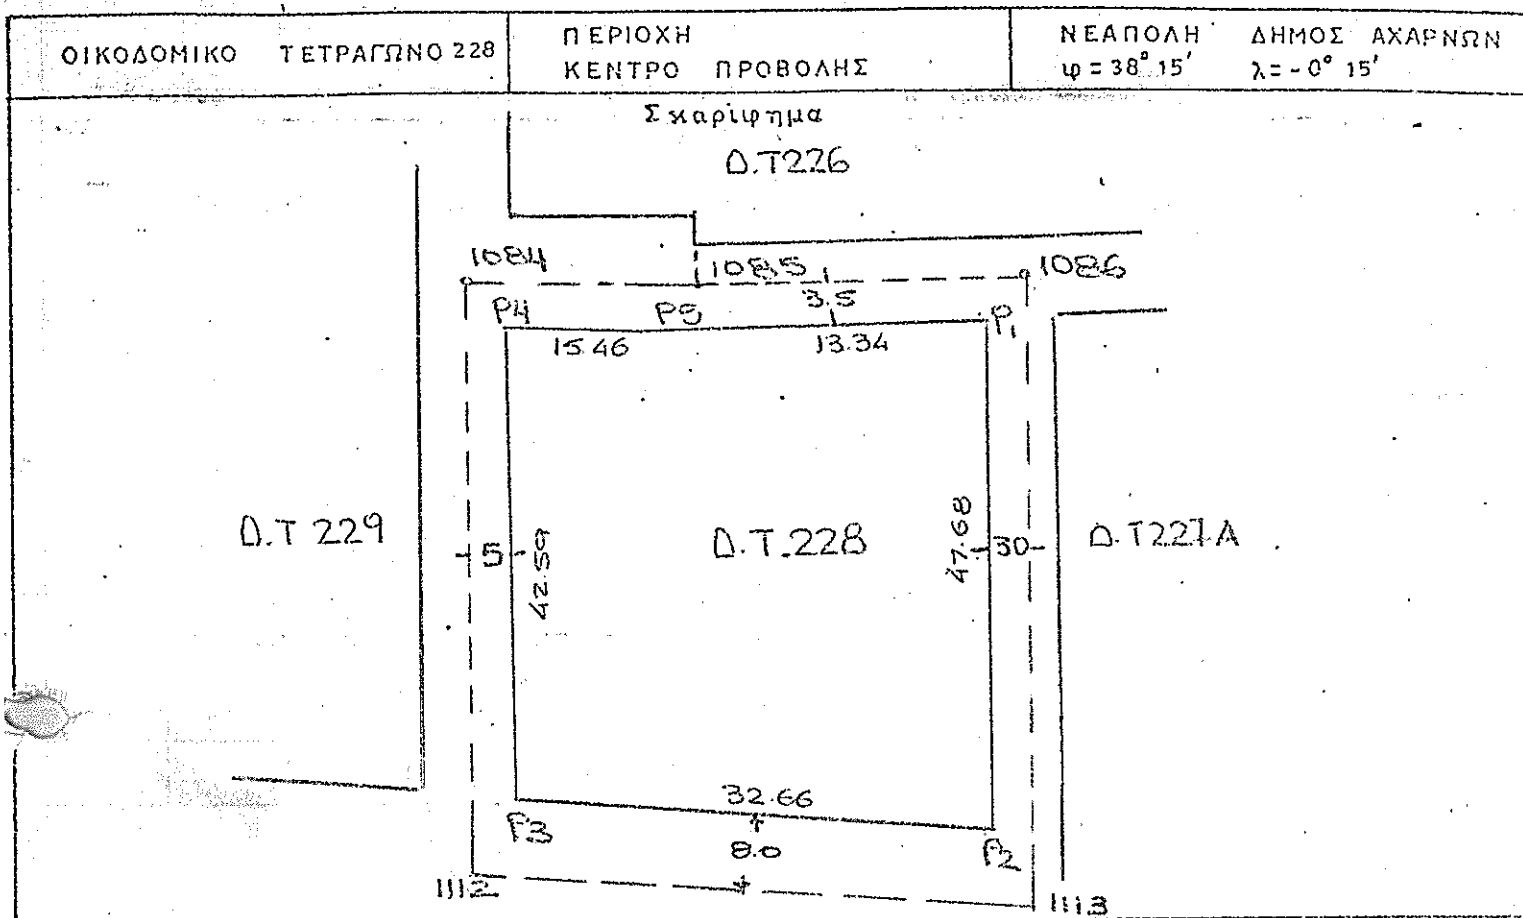 ΟΙΚΟΔΟΜΙΚΟ ΤΕΤΡΑΓΩΝΟ 228
ΠΕΡΙΟΧΗ
ΚΕΝΤΡΟ ΠΡΟΒΟΛΗΣ
ΝΕΑΠΟΛΗ ΔΗΜΟΣ ΑΧΑΡΝΩΝ
φ = 38° 15' λ = - 0° 15'
Σκαρίφημα
Ο.Τ 226
1084
1085
1086
P4
P5
3.5
P1
15.46
13.34
Ο.Τ 229
5
42.59
Ο.Τ. 228
47.68
30
Ο.Τ 227 Α
32.66
P3
8.0
P2
1112
1113